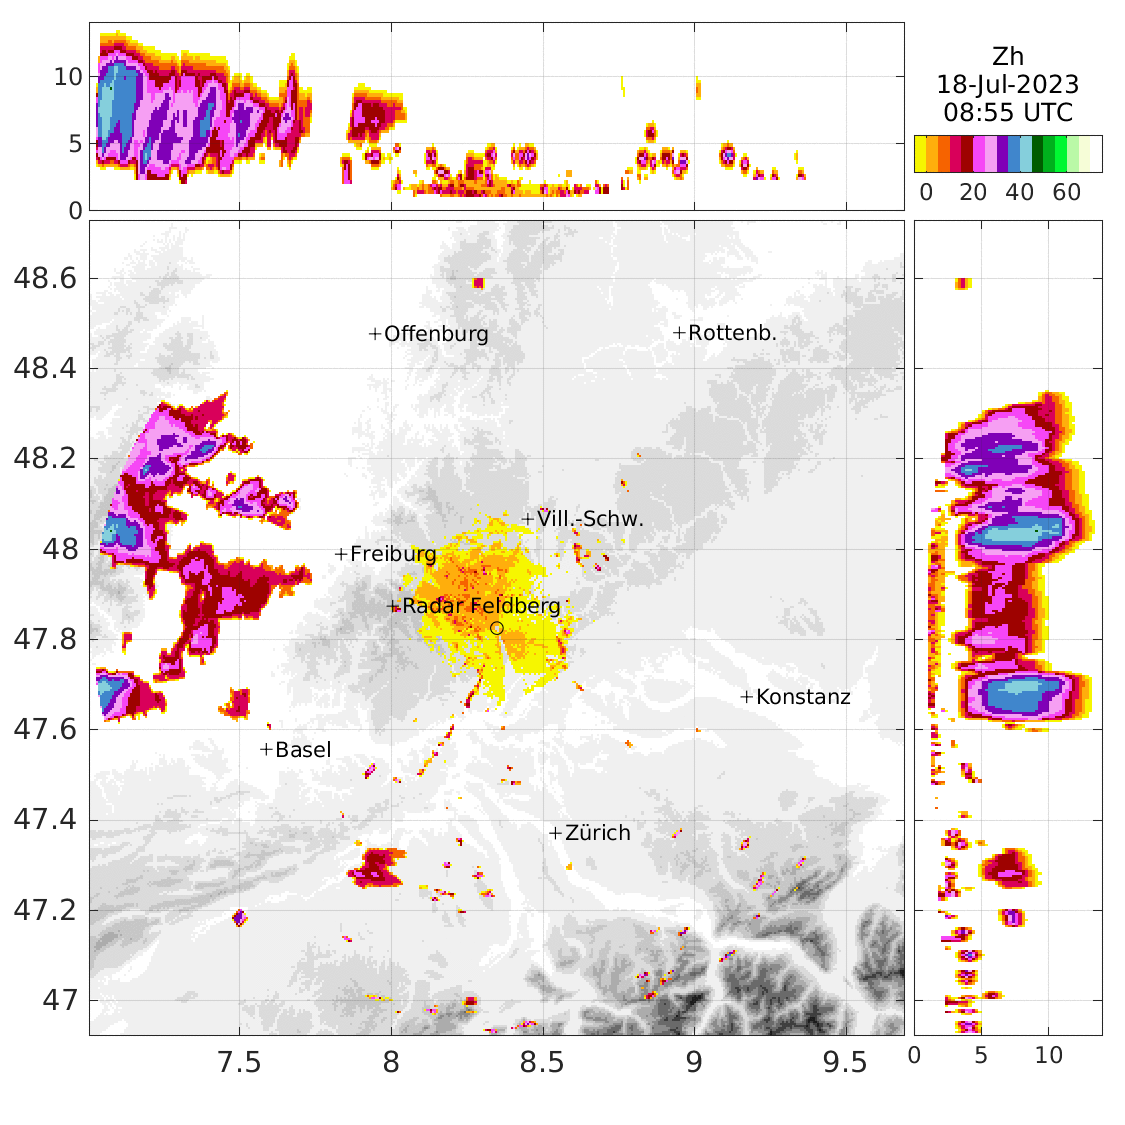 10
5
0
Zh
18-Jul-2023
08:55 UTC
0 20 40 60
48.6
48.4
48.2
48
47.8
47.6
47.4
47.2
47
+Offenburg
+Rottenb.
+Vill.-Schw.
+Freiburg
+Radar Feldberg
+Konstanz
+Basel
+Zürich
7.5 8 8.5 9 9.5
0 5 10